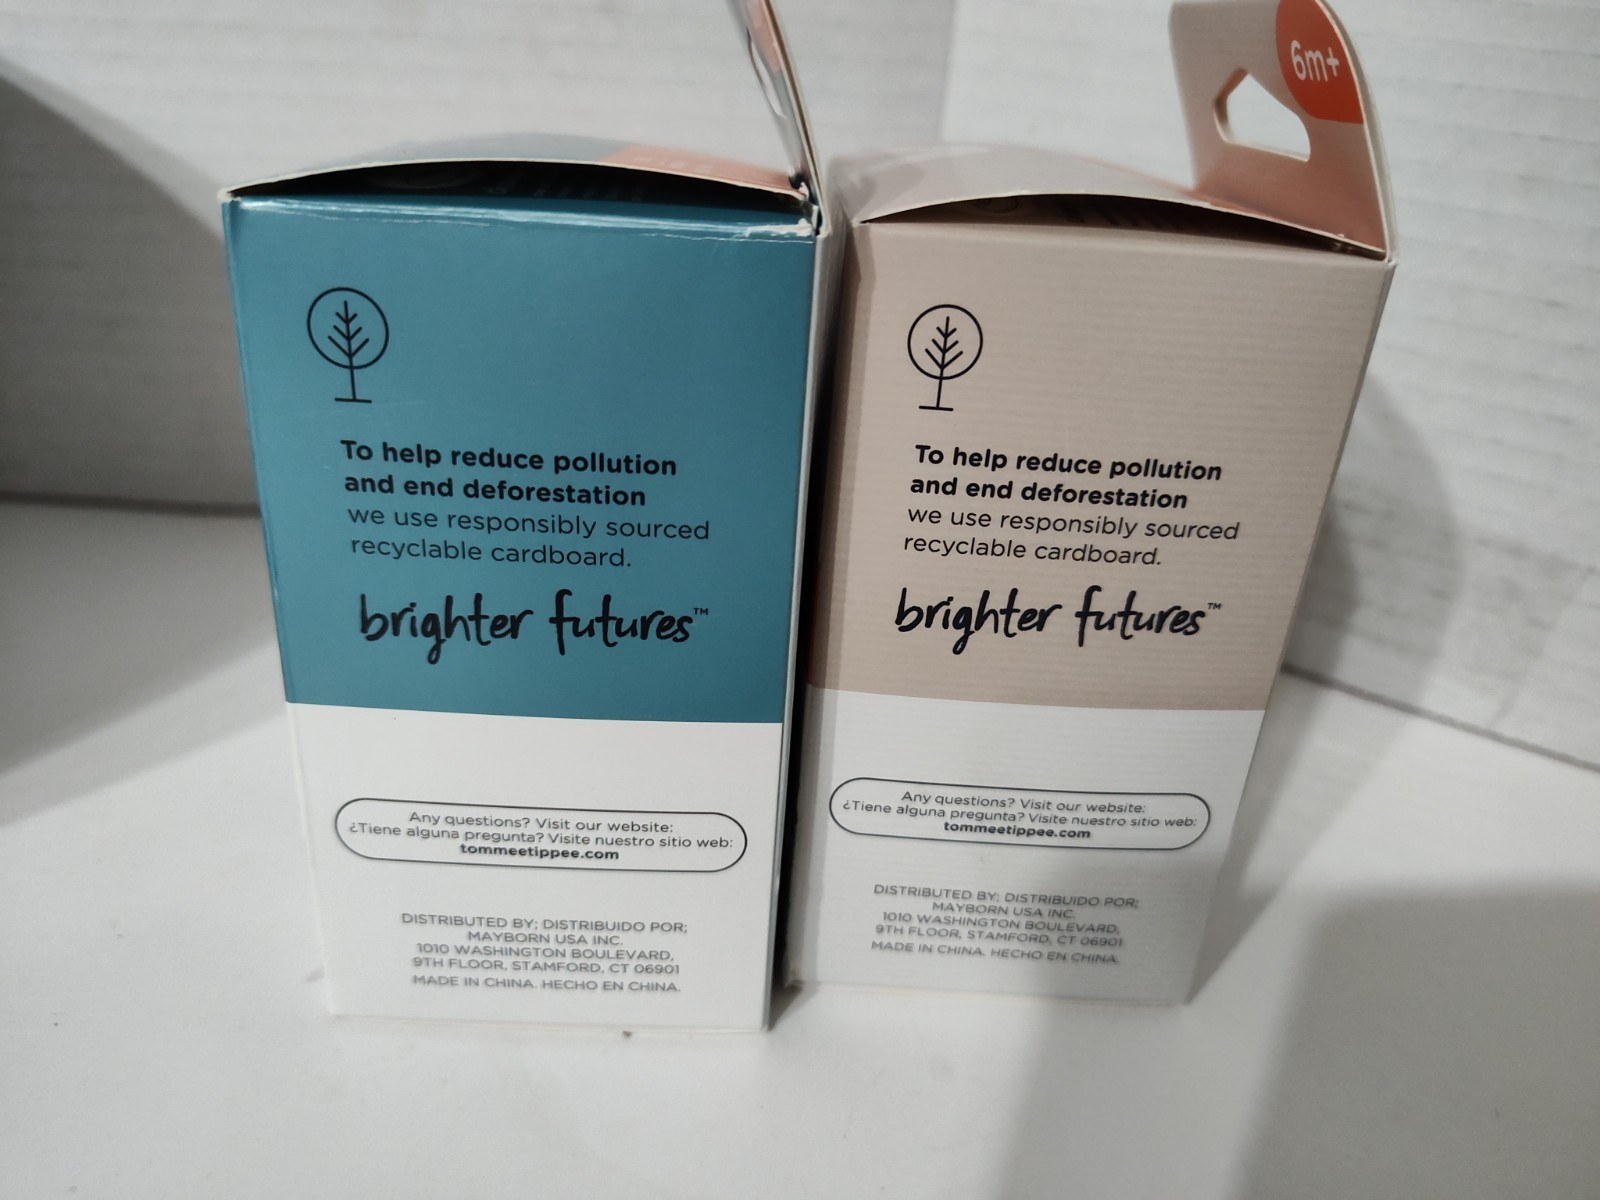 To help reduce pollution
and end deforestation
we use responsibly sourced
recyclable cardboard.
brighter futures™
Any questions? Visit our website:
¿Tiene alguna pregunta? Visite nuestro sitio web:
tommeetippee.com
DISTRIBUTED BY; DISTRIBUIDO POR;
MAYBORN USA INC.
1010 WASHINGTON BOULEVARD,
9TH FLOOR, STAMFORD, CT 06901
MADE IN CHINA. HECHO EN CHINA.
6m+
To help reduce pollution
and end deforestation
we use responsibly sourced
recyclable cardboard.
brighter futures™
Any questions? Visit our website:
¿Tiene alguna pregunta? Visite nuestro sitio web:
tommeetippee.com
DISTRIBUTED BY; DISTRIBUIDO POR;
MAYBORN USA INC.
1010 WASHINGTON BOULEVARD,
9TH FLOOR, STAMFORD, CT 06901
MADE IN CHINA. HECHO EN CHINA.